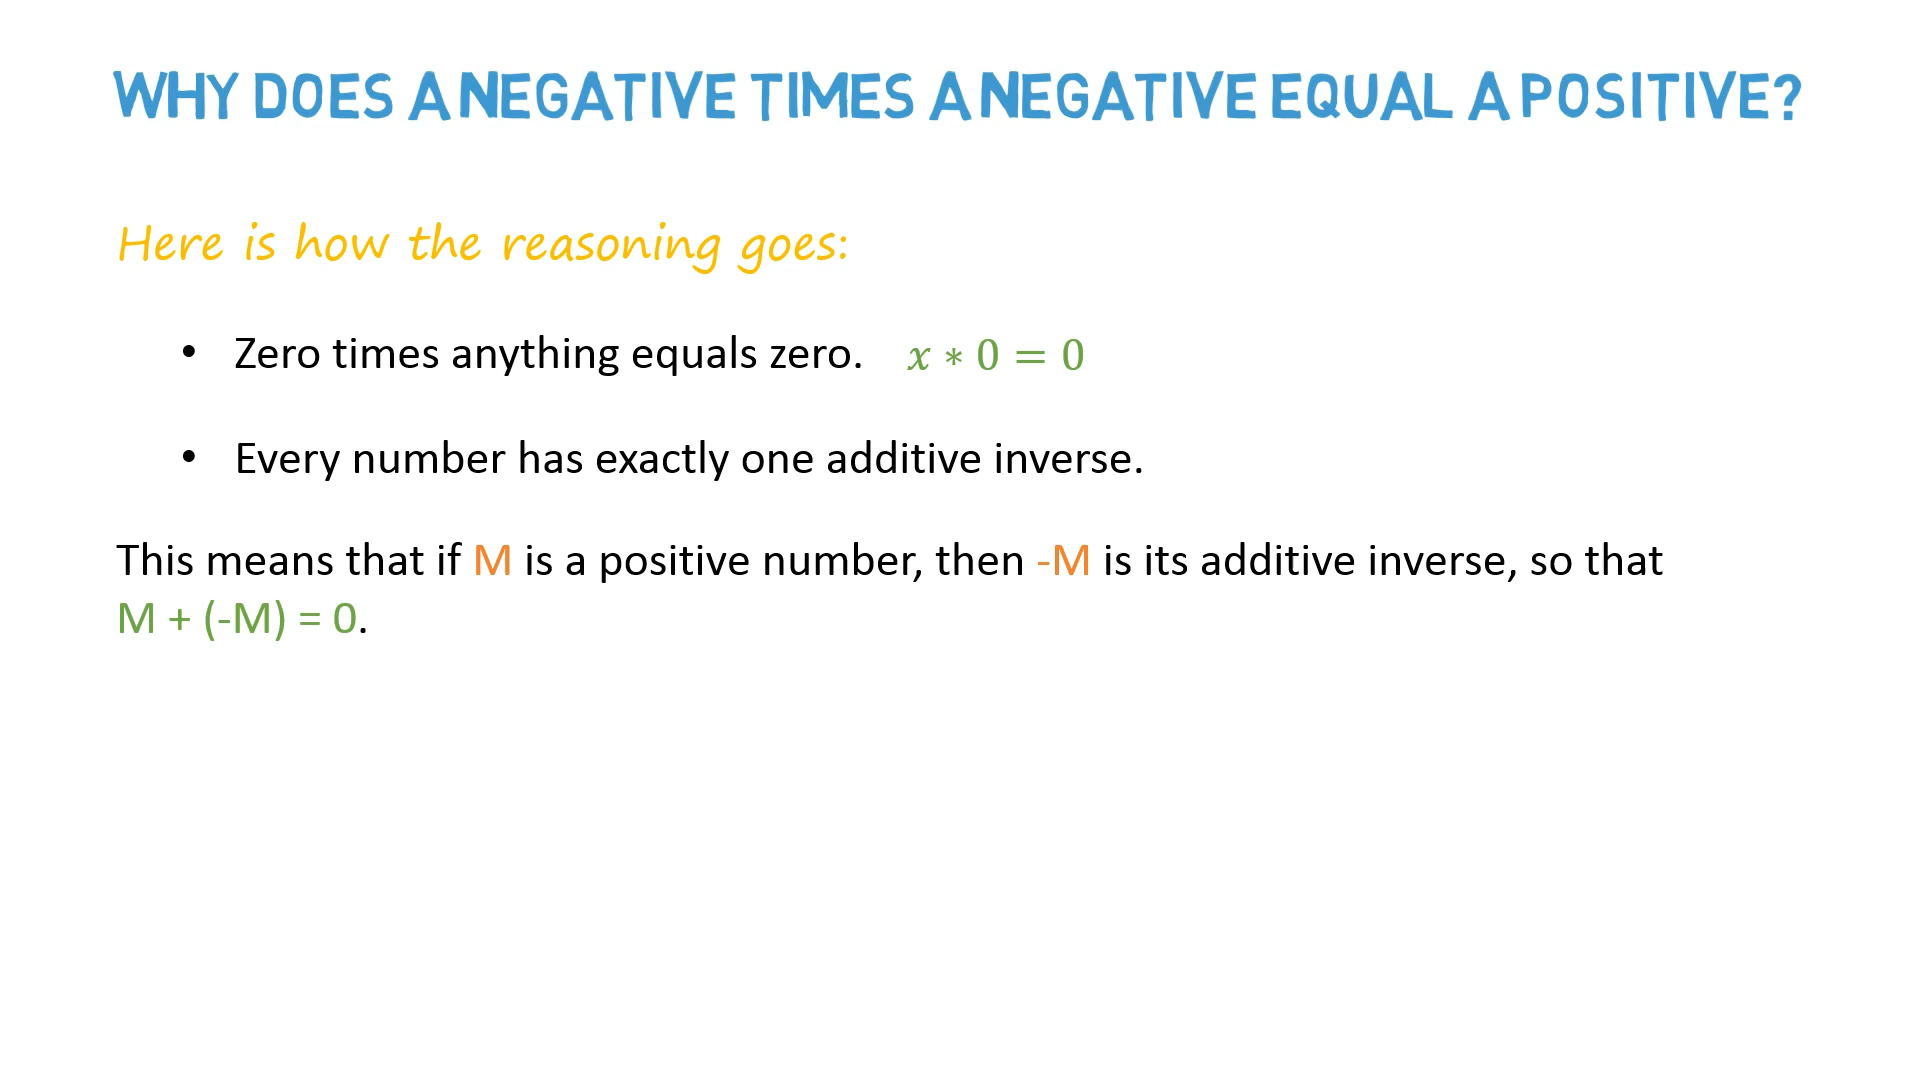 WHY DOES A NEGATIVE TIMES A NEGATIVE EQUAL A POSITIVE?
Here is how the reasoning goes:
• Zero times anything equals zero. x ∗ 0 = 0
• Every number has exactly one additive inverse.
This means that if M is a positive number, then -M is its additive inverse, so that
M + (-M) = 0.